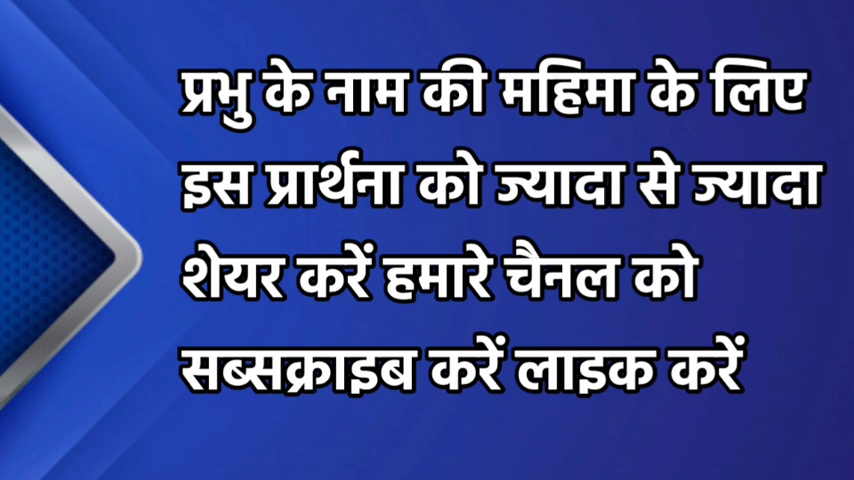 प्रभु के नाम की महिमा के लिए
इस प्रार्थना को ज्यादा से ज्यादा
शेयर करें हमारे चैनल को
सब्सक्राइब करें लाइक करें